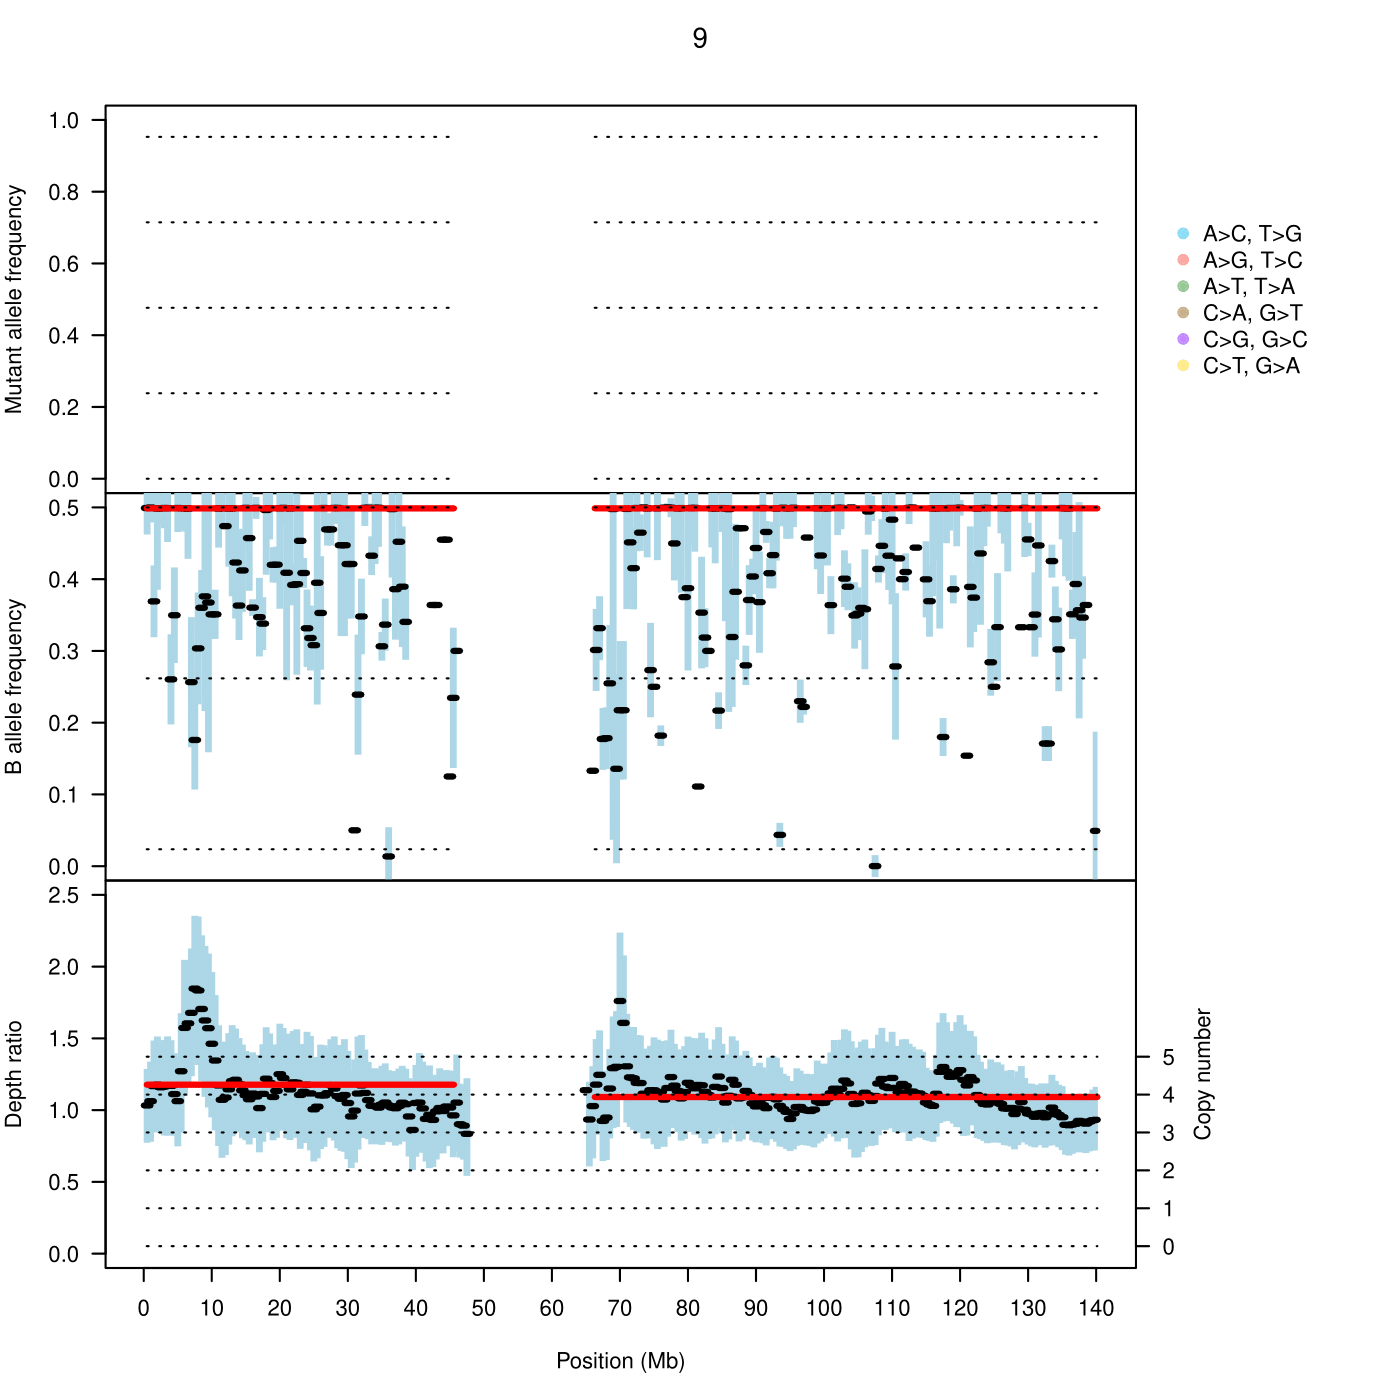 9
Mutant allele frequency
1.0
0.8
0.6
0.4
0.2
0.0
A>C, T>G
A>G, T>C
A>T, T>A
C>A, G>T
C>G, G>C
C>T, G>A
B allele frequency
0.5
0.4
0.3
0.2
0.1
0.0
Depth ratio
2.5
2.0
1.5
1.0
0.5
0.0
5
4
3
2
1
0
Copy number
0 10 20 30 40 50 60 70 80 90 100 110 120 130 140
Position (Mb)